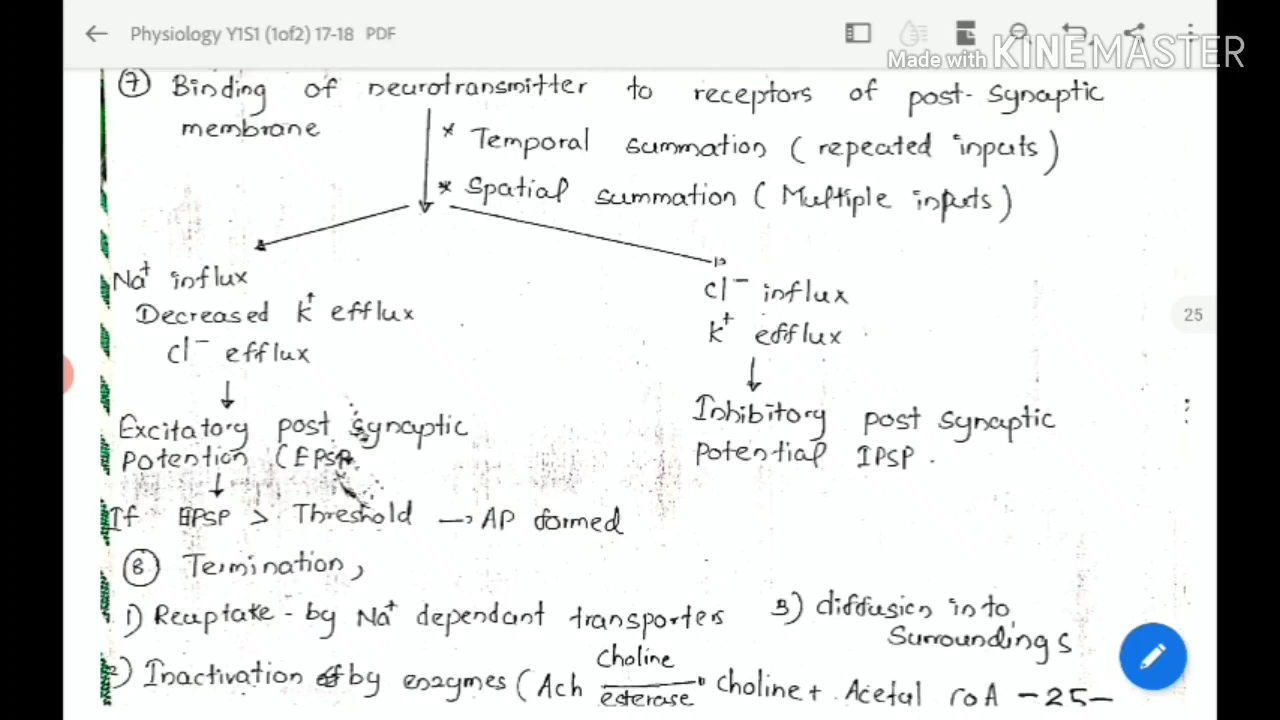 Physiology Y1S1 (1of2) 17-18 PDF
Made with KINEMASTER
⑦ Binding of neurotransmitter to receptors of post-synaptic
membrane
* Temporal summation (repeated inputs)
* Spatial summation (Multiple inputs)
Na⁺ influx
Decreased K⁺ efflux
Cl⁻ efflux
Cl⁻ influx
K⁺ efflux
25
Excitatory post synaptic
potention (EPSP
Inhibitory post synaptic
potential IPSP.
If EPSP > Threshold → AP formed
⑧ Termination,
1) Reuptake - by Na⁺ dependant transporters
3) diffusion in to
surroundings
2) Inactivation of by enzymes (Ach choline esterase → choline + Acetal coA -25-